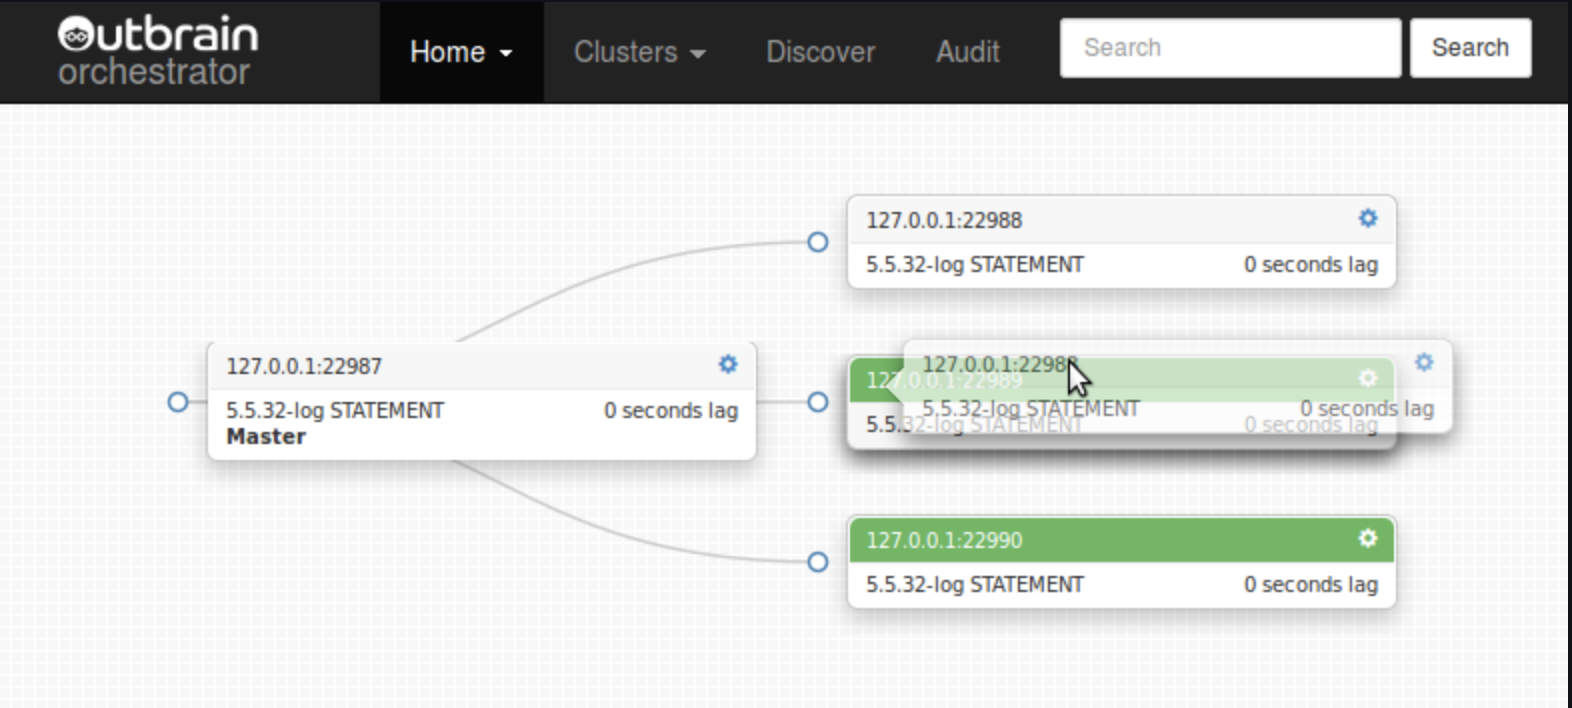 Outbrain
orchestrator
Home
Clusters
Discover
Audit
Search
Search
127.0.0.1:22988
5.5.32-log STATEMENT 0 seconds lag
127.0.0.1:22987
5.5.32-log STATEMENT 0 seconds lag
Master
127.0.0.1:22988
5.5.32-log STATEMENT 0 seconds lag
127.0.0.1:22989
5.5.32-log STATEMENT 0 seconds lag
127.0.0.1:22990
5.5.32-log STATEMENT 0 seconds lag